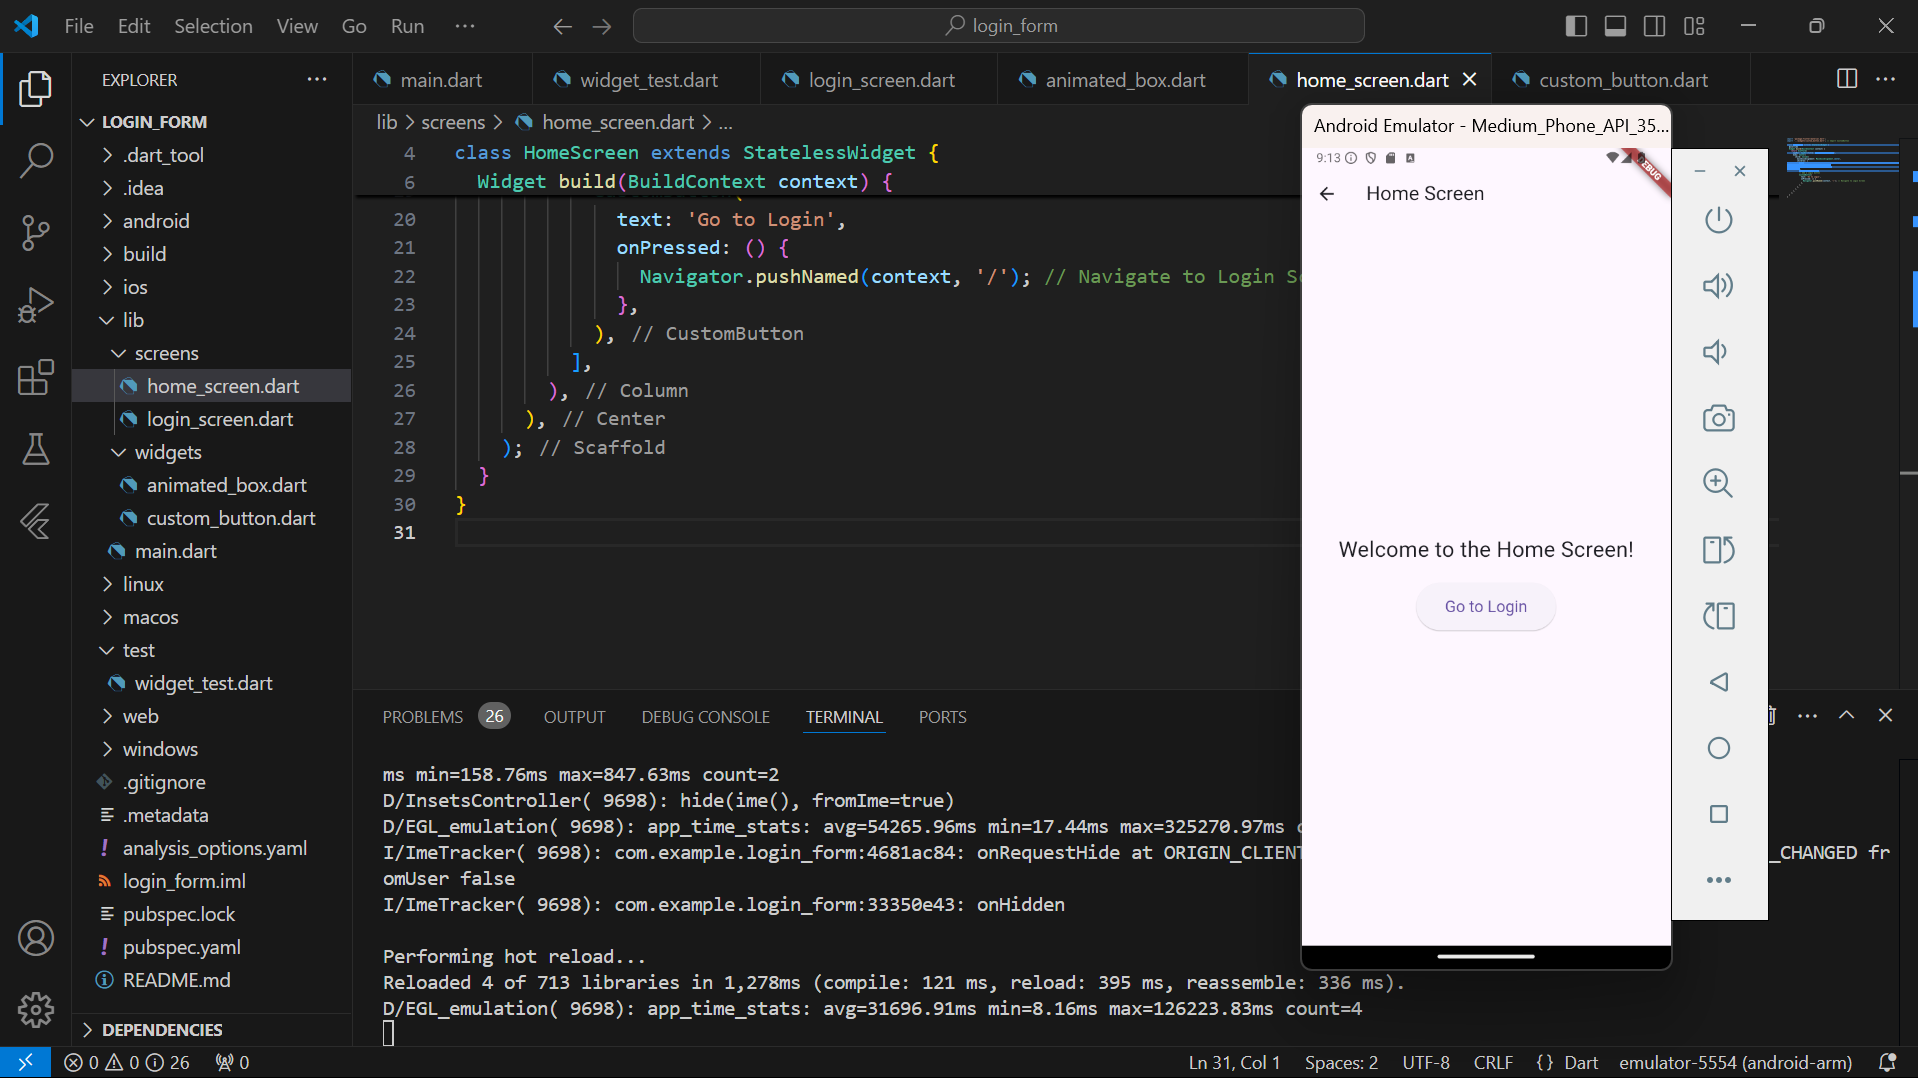 File Edit Selection View Go Run ···
login_form
EXPLORER
LOGIN_FORM
.dart_tool
.idea
android
build
ios
lib
screens
home_screen.dart
login_screen.dart
widgets
animated_box.dart
custom_button.dart
main.dart
linux
macos
test
widget_test.dart
web
windows
.gitignore
.metadata
analysis_options.yaml
login_form.iml
pubspec.lock
pubspec.yaml
README.md
DEPENDENCIES
main.dart widget_test.dart login_screen.dart animated_box.dart home_screen.dart custom_button.dart
lib > screens > home_screen.dart > ...
4 class HomeScreen extends StatelessWidget {
6 Widget build(BuildContext context) {
20 text: 'Go to Login',
21 onPressed: () {
22 Navigator.pushNamed(context, '/'); // Navigate to Login
23 },
24 ), // CustomButton
25 ],
26 ), // Column
27 ), // Center
28 ); // Scaffold
29 }
30 }
31
Android Emulator - Medium_Phone_API_35...
9:13
Home Screen
Welcome to the Home Screen!
Go to Login
PROBLEMS 26 OUTPUT DEBUG CONSOLE TERMINAL PORTS
ms min=158.76ms max=847.63ms count=2
D/InsetsController( 9698): hide(ime(), fromIme=true)
D/EGL_emulation( 9698): app_time_stats: avg=54265.96ms min=17.44ms max=325270.97ms
I/ImeTracker( 9698): com.example.login_form:4681ac84: onRequestHide at ORIGIN_CLIENT _CHANGED fr
omUser false
I/ImeTracker( 9698): com.example.login_form:33350e43: onHidden
Performing hot reload...
Reloaded 4 of 713 libraries in 1,278ms (compile: 121 ms, reload: 395 ms, reassemble: 336 ms).
D/EGL_emulation( 9698): app_time_stats: avg=31696.91ms min=8.16ms max=126223.83ms count=4
0 0 26 0 Ln 31, Col 1 Spaces: 2 UTF-8 CRLF {} Dart emulator-5554 (android-arm)